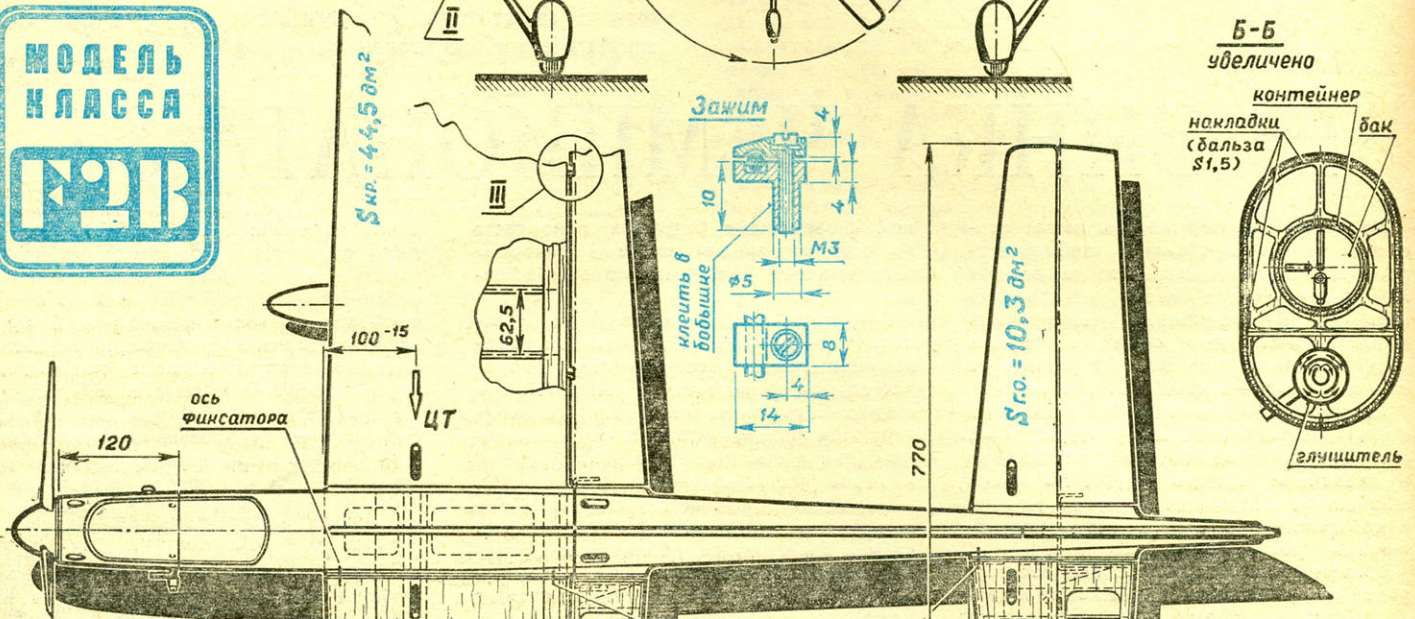 МОДЕЛЬ
КЛАССА
F2B
II
Sкр. = 44,5 дм²
III
62,5
100⁻¹⁵
ЦТ
ось
фиксатора
120
Зажим
4
10
4
М3
ø5
клеить в
бобышке
8
4
14
770
Sг.о. = 10,3 дм²
Б-Б
увеличено
контейнер
накладки
(бальза
S1,5)
бак
глушитель